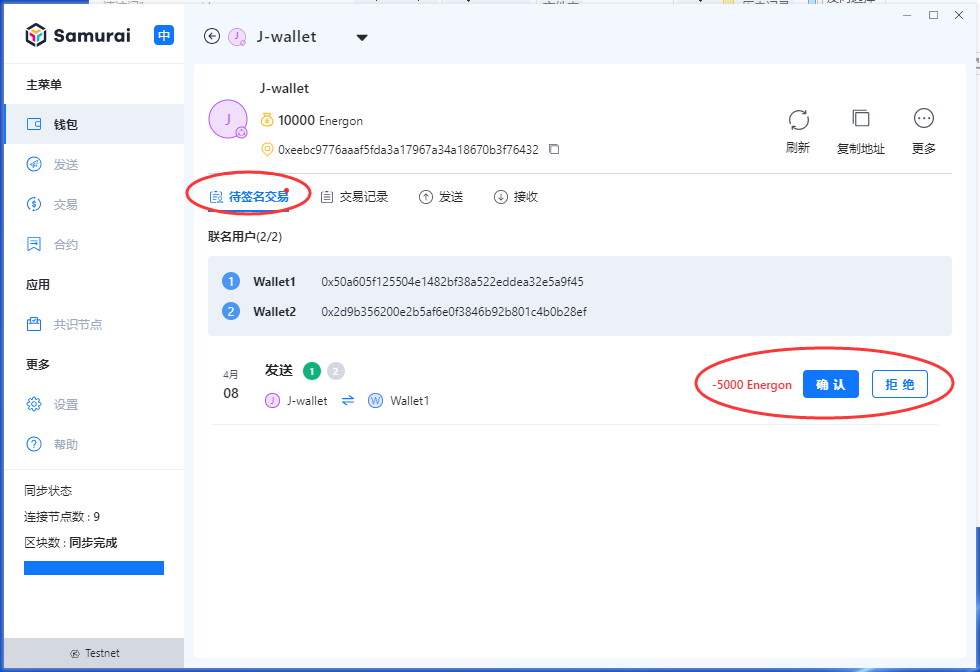 Samurai 中
主菜单
钱包
发送
交易
合约
应用
共识节点
更多
设置
帮助
同步状态
连接节点数 : 9
区块数 : 同步完成
Testnet
J J-wallet
J
J-wallet
10000 Energon
0xeebc9776aaaf5fda3a17967a34a18670b3f76432
刷新 复制地址 更多
待签名交易 交易记录 发送 接收
联名用户(2/2)
1 Wallet1 0x50a605f125504e1482bf38a522eddea32e5a9f45
2 Wallet2 0x2d9b356200e2b5af6e0f3846b92b801c4b0b28ef
4月
08
发送 1 2
J J-wallet W Wallet1
-5000 Energon 确 认 拒 绝